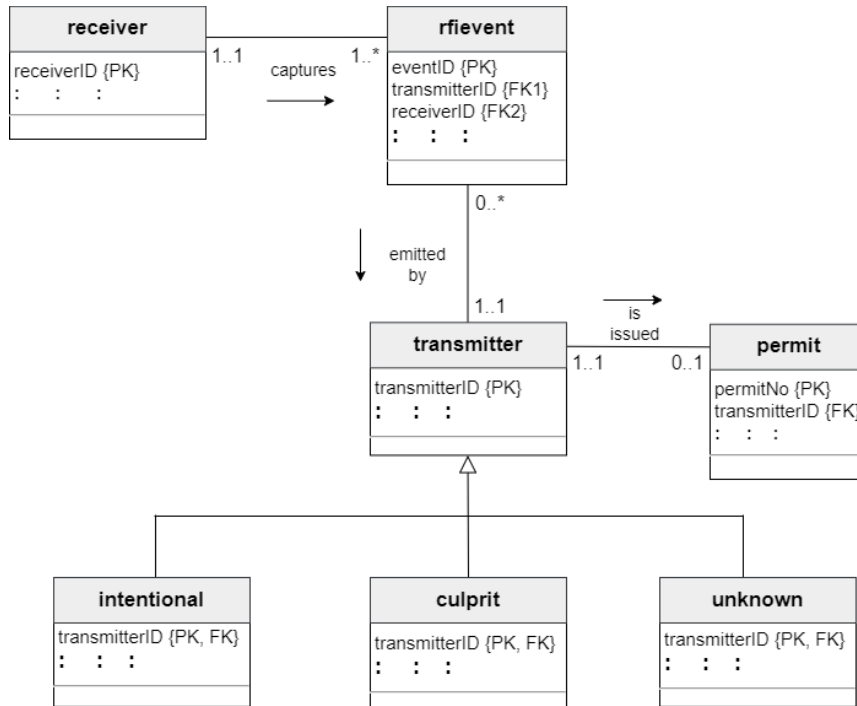 receiver
receiverID {PK}
: : :
1..1
captures
1..*
rfievent
eventID {PK}
transmitterID {FK1}
receiverID {FK2}
: : :
0..*
emitted
by
1..1
transmitter
transmitterID {PK}
: : :
is
issued
1..1
0..1
permit
permitNo {PK}
transmitterID {FK}
: : :
intentional
transmitterID {PK, FK}
: : :
culprit
transmitterID {PK, FK}
: : :
unknown
transmitterID {PK, FK}
: : :